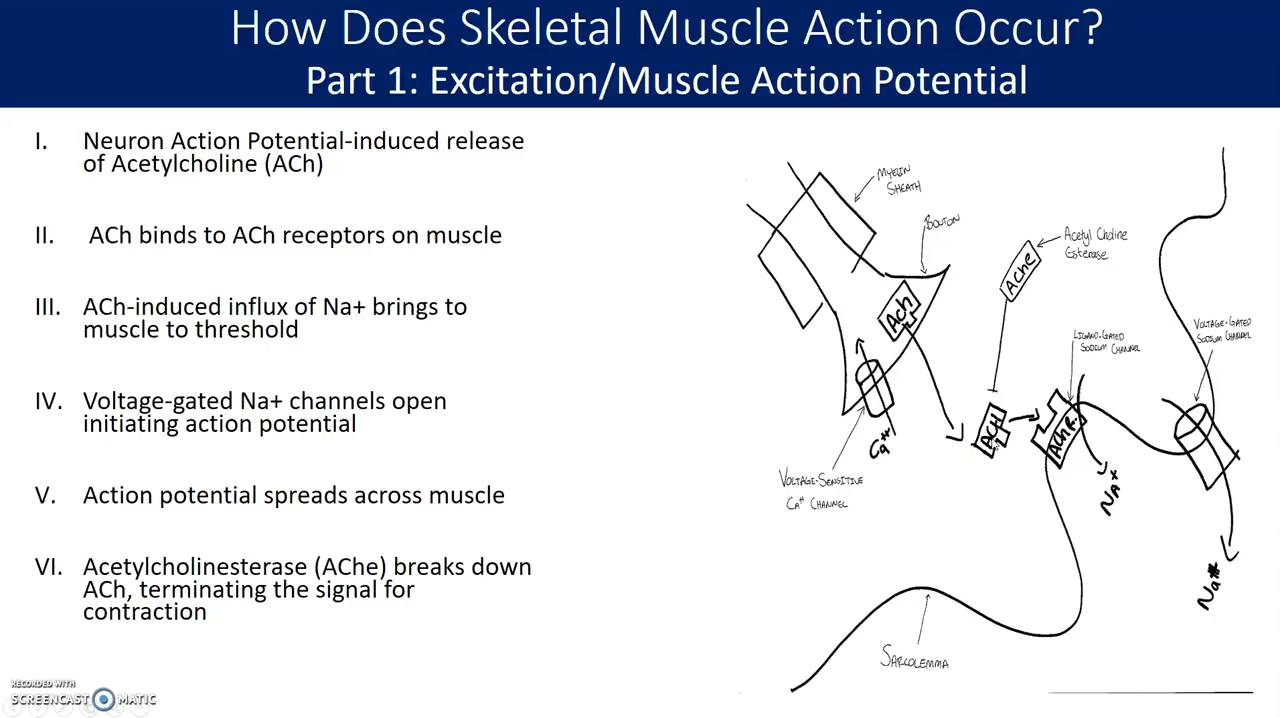 How Does Skeletal Muscle Action Occur?
Part 1: Excitation/Muscle Action Potential
I. Neuron Action Potential-induced release
of Acetylcholine (ACh)
II. ACh binds to ACh receptors on muscle
III. ACh-induced influx of Na+ brings to
muscle to threshold
IV. Voltage-gated Na+ channels open
initiating action potential
V. Action potential spreads across muscle
VI. Acetylcholinesterase (AChe) breaks down
ACh, terminating the signal for
contraction
MYELIN
SHEATH
BOUTON
ACh
Ca++
VOLTAGE-SENSITIVE
Ca++ CHANNEL
AChe
Acetyl Choline
Esterase
ACH
AChR.
LIGAND-GATED
SODIUM CHANNEL
NA+
VOLTAGE-GATED
SODIUM CHANNEL
SARCOLEMMA
RECORDED WITH
SCREENCAST MATIC